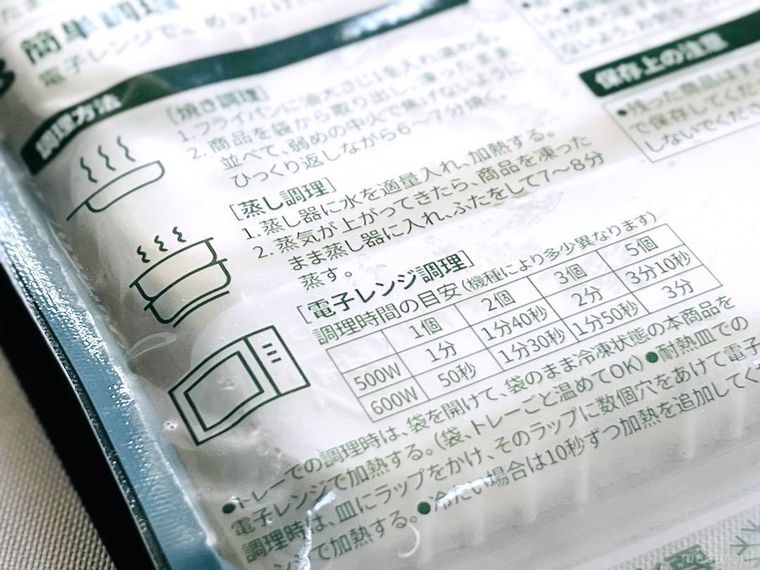 簡単調理
電子レンジで、
調理方法
[焼き調理]
1.フライパンに油大さじ1を入れ温める。
2.商品を袋から取り出し、凍ったまま
並べて、弱めの中火で焦げないように
ひっくり返しながら6〜7分焼く。
[蒸し調理]
1.蒸し器に水を適量入れ、加熱する。
2.蒸気が上がってきたら、商品を凍った
まま蒸し器に入れ、ふたをして7〜8分
蒸す。
[電子レンジ調理]
調理時間の目安(機種により多少異なります)
1個 2個 3個 5個
500W 1分 1分40秒 2分 3分10秒
600W 50秒 1分30秒 1分50秒 3分
●トレーでの調理時は、袋を開けて、袋のまま冷凍状態の本商品を
電子レンジで加熱する。(袋、トレーごと温めてOK)●耐熱皿での
調理時は、皿にラップをかけ、そのラップに数個穴をあけて電子
ンジで加熱する。●冷たい場合は10秒ずつ加熱を追加してく
保存上の注意
●残った商品はす
で保存してくだ
しないでくださ
macaroni